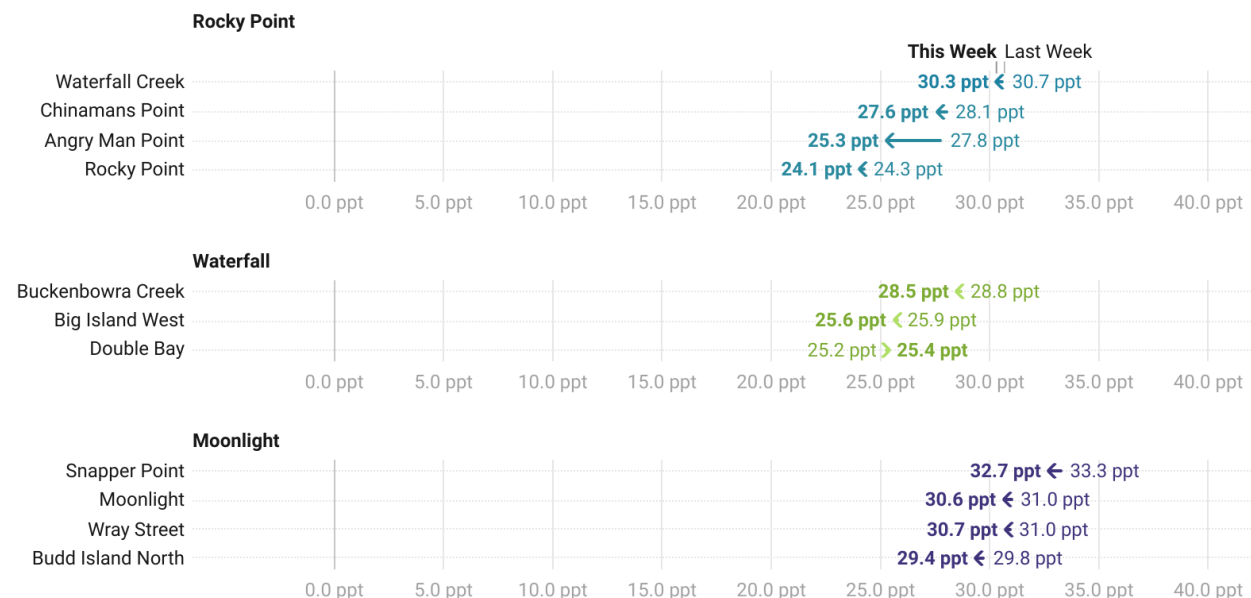 Rocky Point
This Week Last Week
Waterfall Creek 30.3 ppt 30.7 ppt
Chinamans Point 27.6 ppt 28.1 ppt
Angry Man Point 25.3 ppt 27.8 ppt
Rocky Point 24.1 ppt 24.3 ppt
0.0 ppt 5.0 ppt 10.0 ppt 15.0 ppt 20.0 ppt 25.0 ppt 30.0 ppt 35.0 ppt 40.0 ppt
Waterfall
Buckenbowra Creek 28.5 ppt 28.8 ppt
Big Island West 25.6 ppt 25.9 ppt
Double Bay 25.2 ppt 25.4 ppt
0.0 ppt 5.0 ppt 10.0 ppt 15.0 ppt 20.0 ppt 25.0 ppt 30.0 ppt 35.0 ppt 40.0 ppt
Moonlight
Snapper Point 32.7 ppt 33.3 ppt
Moonlight 30.6 ppt 31.0 ppt
Wray Street 30.7 ppt 31.0 ppt
Budd Island North 29.4 ppt 29.8 ppt
0.0 ppt 5.0 ppt 10.0 ppt 15.0 ppt 20.0 ppt 25.0 ppt 30.0 ppt 35.0 ppt 40.0 ppt